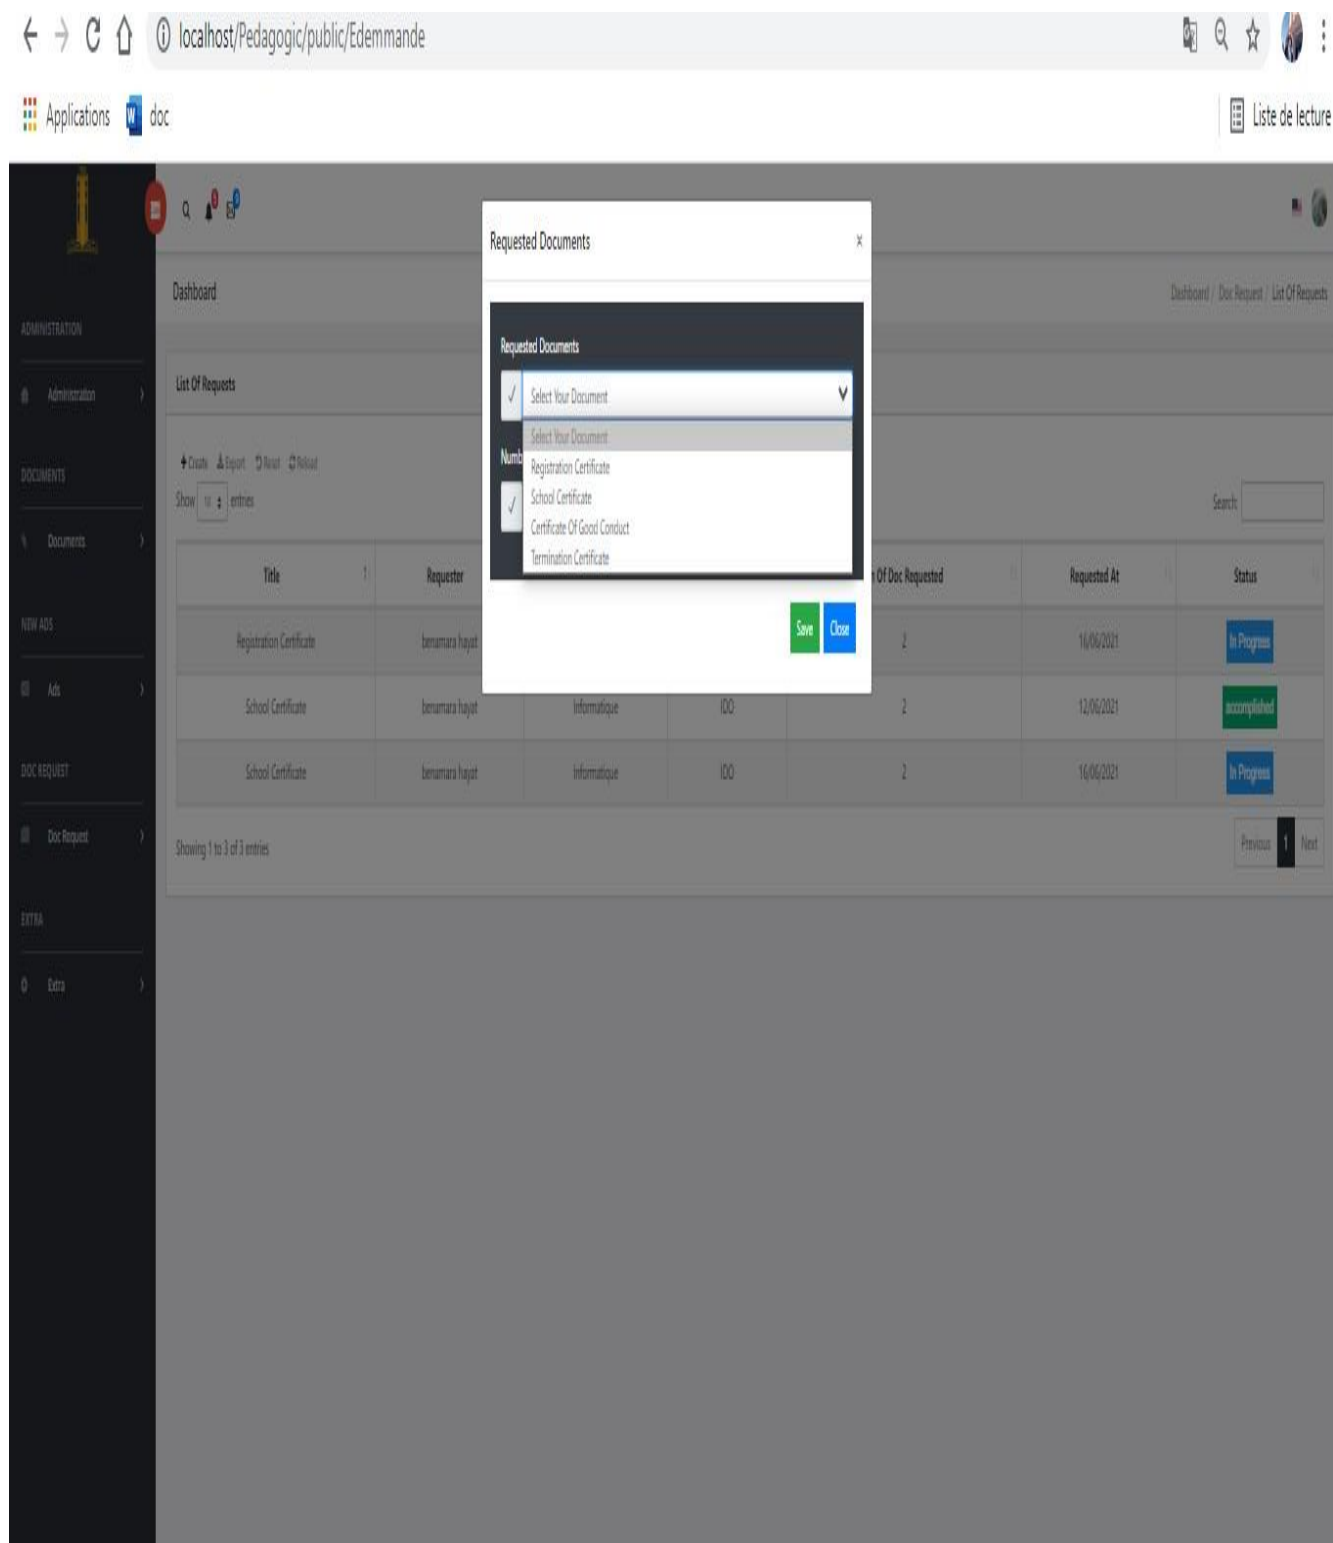 localhost/Pedagogic/public/Edemmande
Applications doc Liste de lecture
Requested Documents ×
Dashboard
Dashboard / Doc Request / List Of Requests
ADMINISTRATION
Administration
DOCUMENTS
Documents
NEW ADS
Ads
DOC REQUEST
Doc Request
EXTRA
Extra
List Of Requests
Create Export Reset Reload
Show entries
Search:
Requested Documents
Select Your Document
Select Your Document
Registration Certificate
School Certificate
Certificate Of Good Conduct
Termination Certificate
Numb
Save Close
Title Requester Of Doc Requested Requested At Status
Registration Certificate benamara hayat 2 16/06/2021 In Progress
School Certificate benamara hayat Informatique IDO 2 12/06/2021 accomplished
School Certificate benamara hayat Informatique IDO 2 16/06/2021 In Progress
Showing 1 to 3 of 3 entries
Previous 1 Next